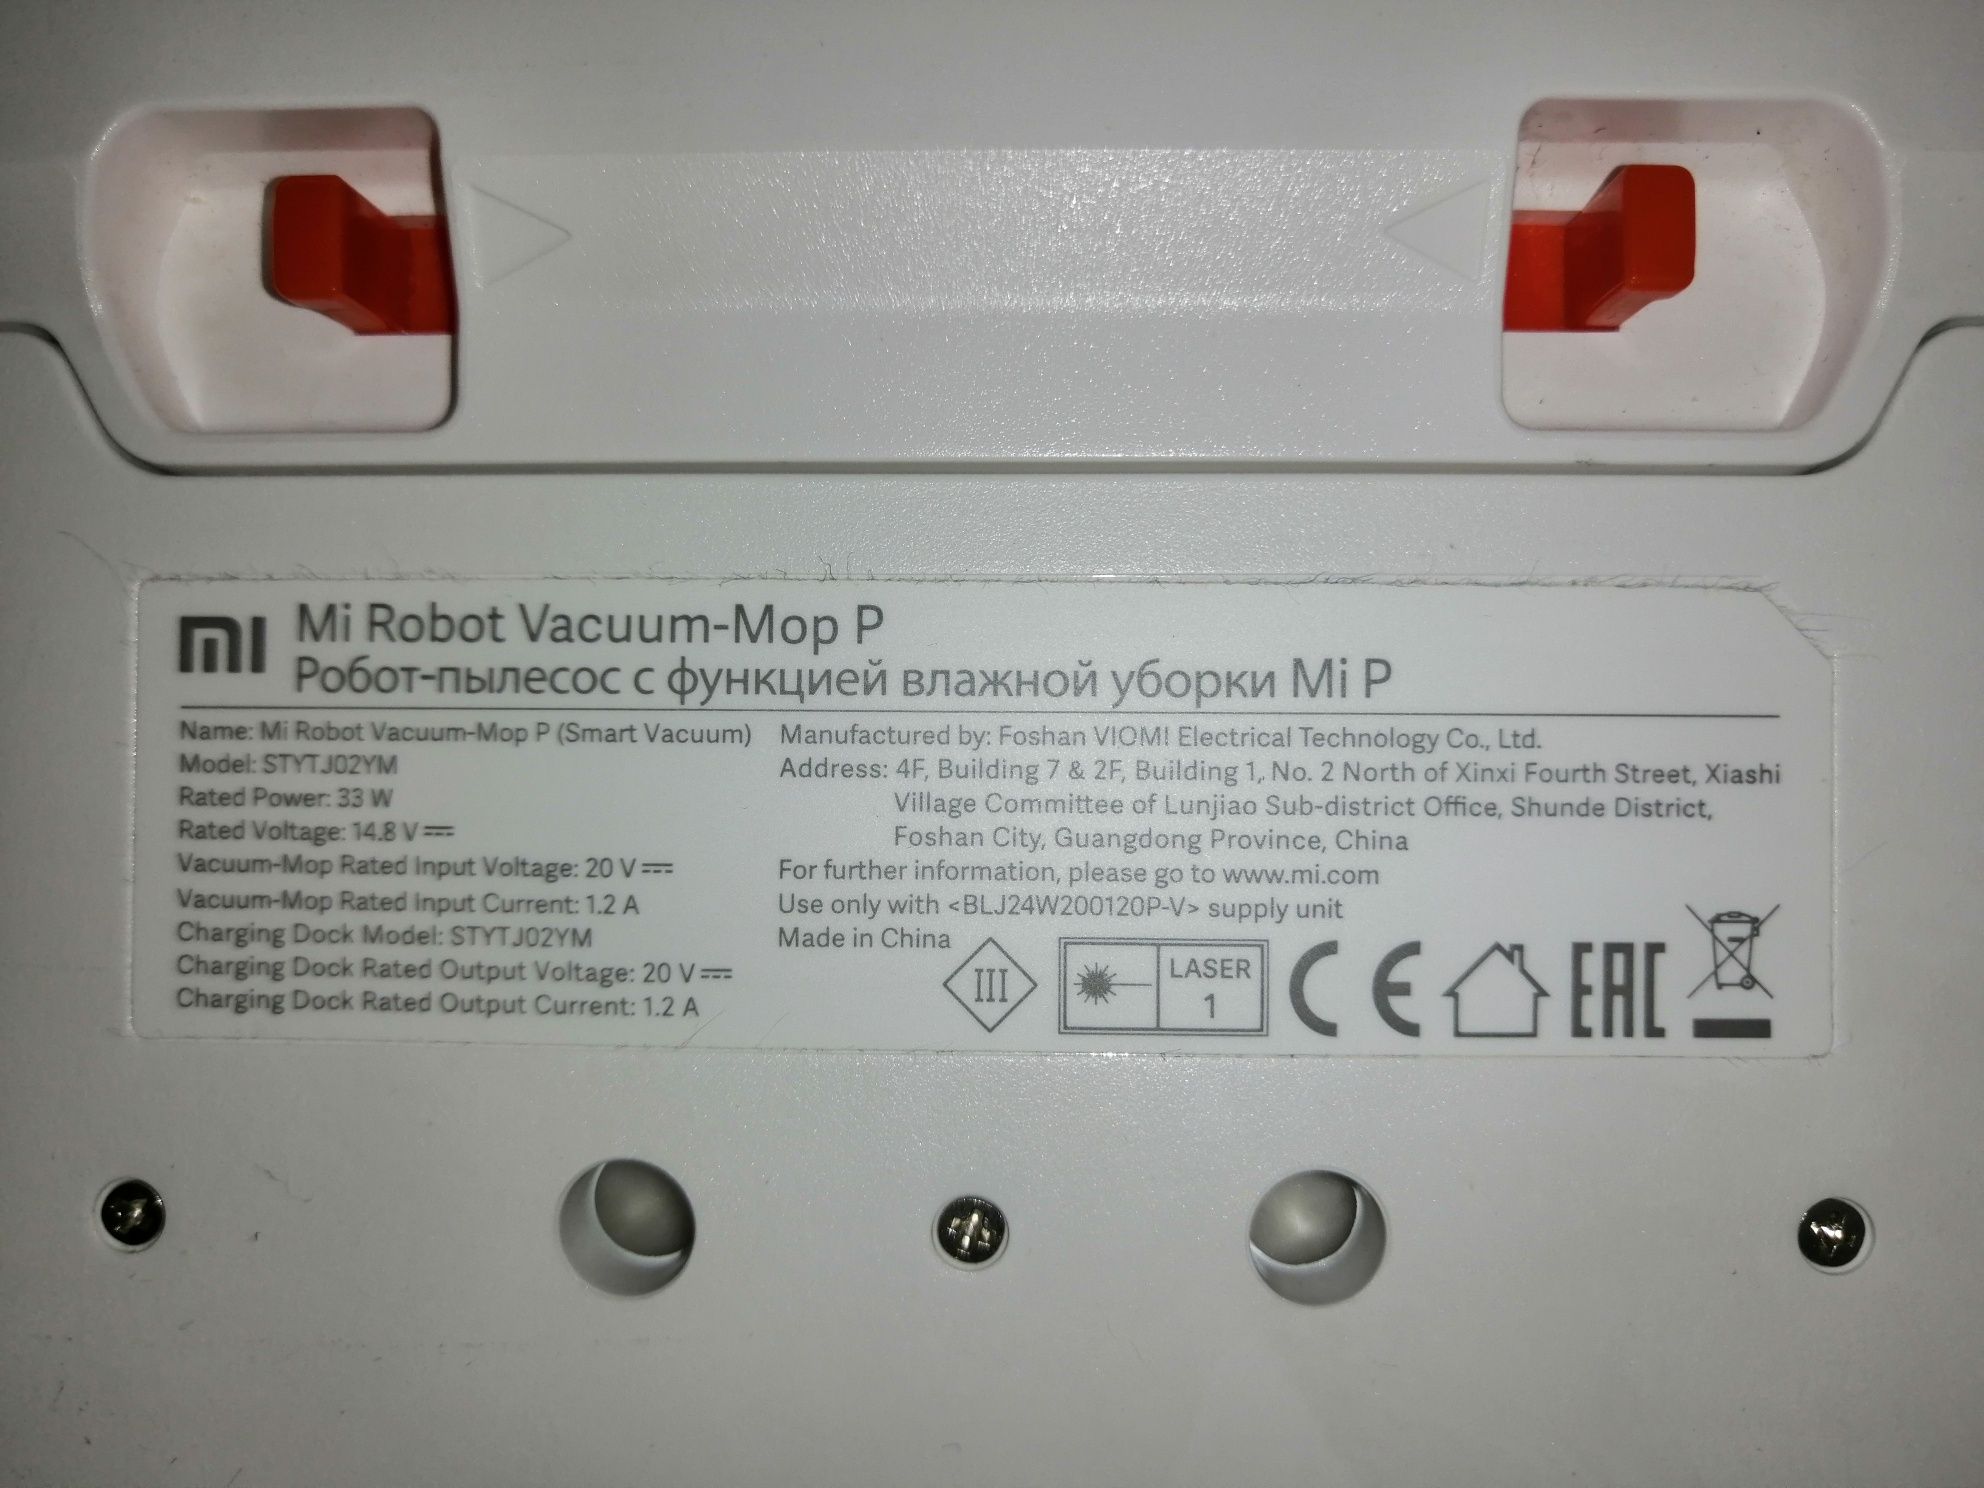 mi
Mi Robot Vacuum-Mop P
Робот-пылесос с функцией влажной уборки Mi P
Name: Mi Robot Vacuum-Mop P (Smart Vacuum)
Model: STYTJ02YM
Rated Power: 33 W
Rated Voltage: 14.8 V⎓
Vacuum-Mop Rated Input Voltage: 20 V⎓
Vacuum-Mop Rated Input Current: 1.2 A
Charging Dock Model: STYTJ02YM
Charging Dock Rated Output Voltage: 20 V⎓
Charging Dock Rated Output Current: 1.2 A
Manufactured by: Foshan VIOMI Electrical Technology Co., Ltd.
Address: 4F, Building 7 & 2F, Building 1, No. 2 North of Xinxi Fourth Street, Xiashi
Village Committee of Lunjiao Sub-district Office, Shunde District,
Foshan City, Guangdong Province, China
For further information, please go to www.mi.com
Use only with <BLJ24W200120P-V> supply unit
Made in China
III
LASER
1
CE
EAC